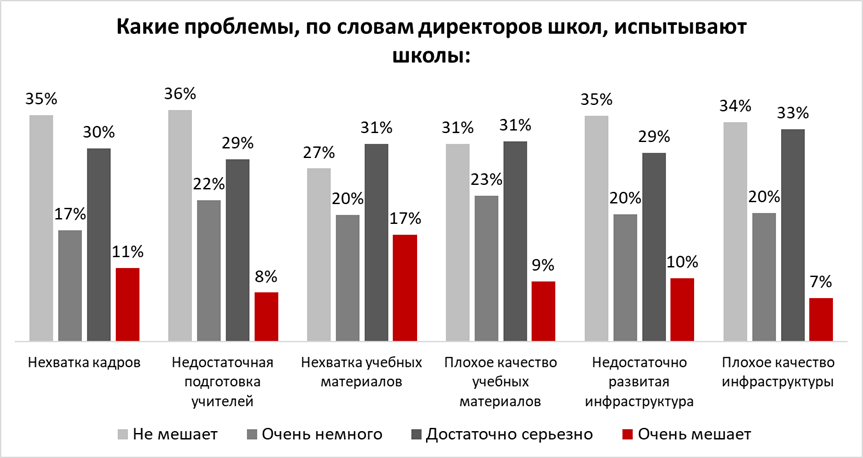 Какие проблемы, по словам директоров школ, испытывают
школы:
35%
17%
30%
11%
36%
22%
29%
8%
27%
20%
31%
17%
31%
23%
31%
9%
35%
20%
29%
10%
34%
20%
33%
7%
Нехватка кадров
Недостаточная
подготовка
учителей
Нехватка учебных
материалов
Плохое качество
учебных
материалов
Недостаточно
развитая
инфраструктура
Плохое качество
инфраструктуры
Не мешает
Очень немного
Достаточно серьезно
Очень мешает